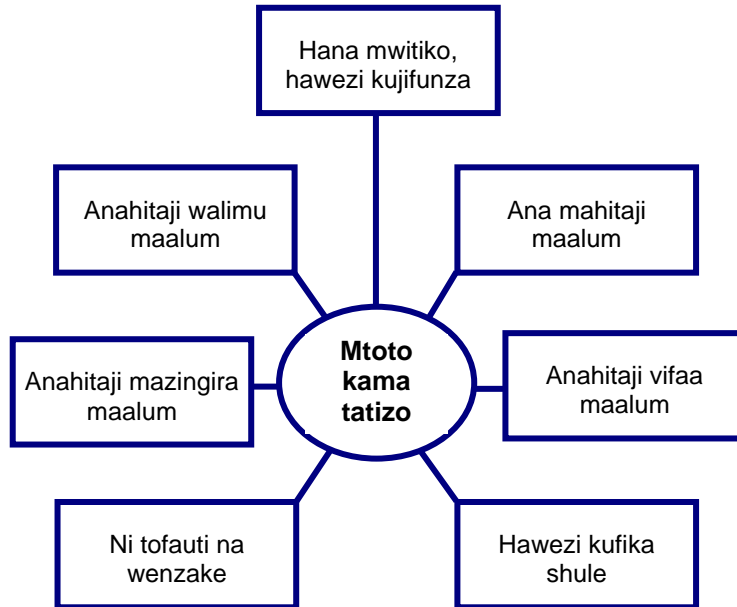 Hana mwitiko,
hawezi kujifunza
Anahitaji walimu
maalum
Ana mahitaji
maalum
Anahitaji mazingira
maalum
Mtoto
kama
tatizo
Anahitaji vifaa
maalum
Ni tofauti na
wenzake
Hawezi kufika
shule